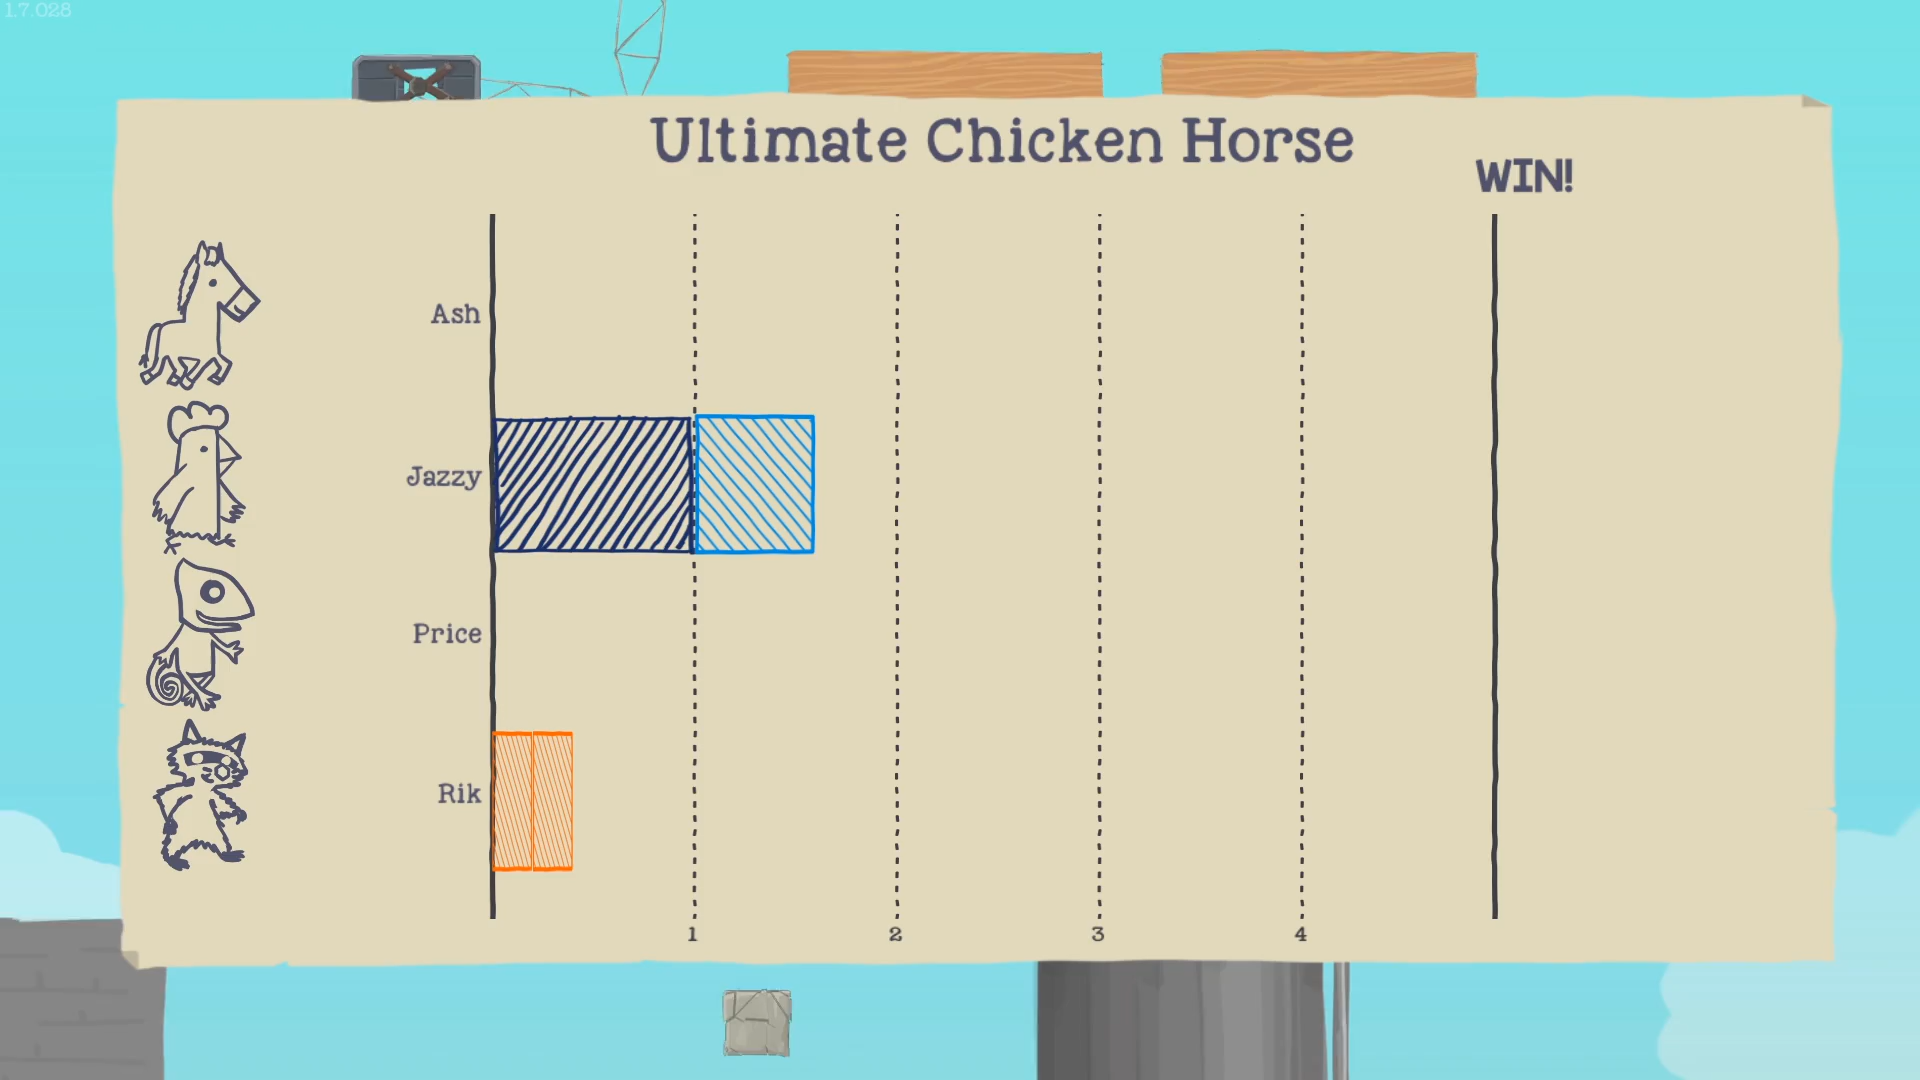 1.7.028
Ultimate Chicken Horse
WIN!
Ash
Jazzy
Price
Rik
1 2 3 4